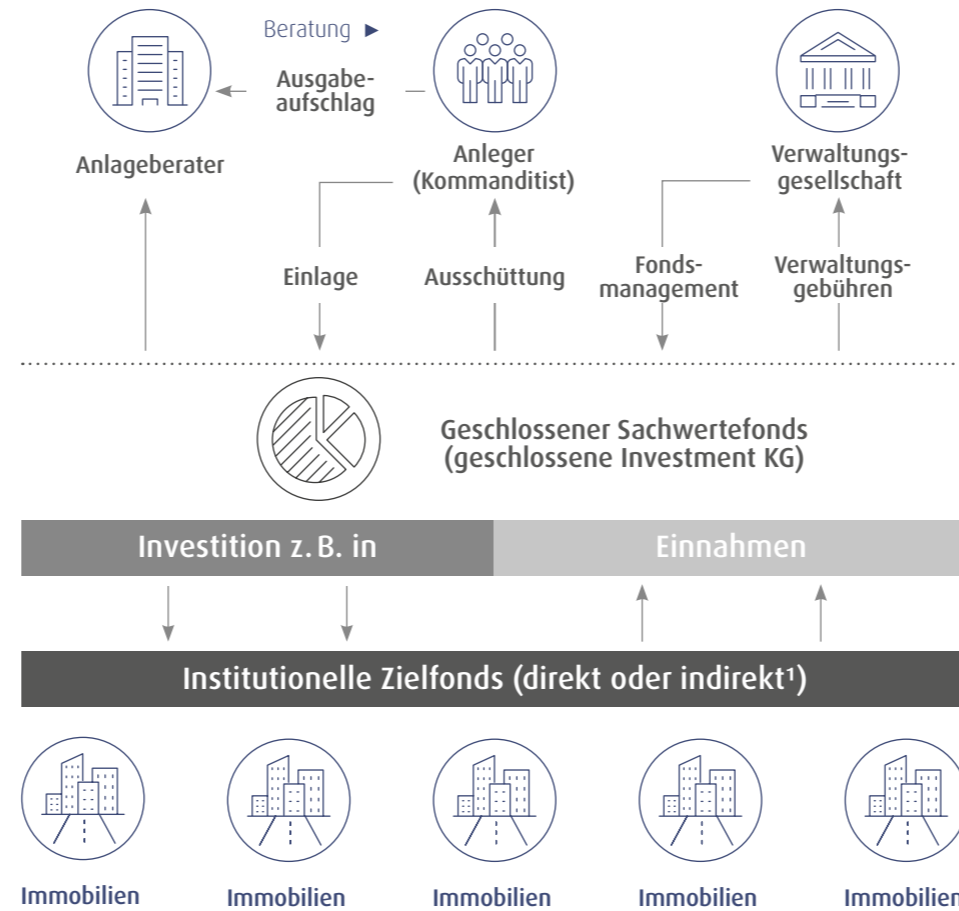 Beratung ►
Ausgabe-
aufschlag
Anlageberater
Anleger
(Kommanditist)
Verwaltungs-
gesellschaft
Einlage
Ausschüttung
Fonds-
management
Verwaltungs-
gebühren
Geschlossener Sachwertefonds
(geschlossene Investment KG)
Investition z. B. in
Einnahmen
Institutionelle Zielfonds (direkt oder indirekt¹)
Immobilien
Immobilien
Immobilien
Immobilien
Immobilien